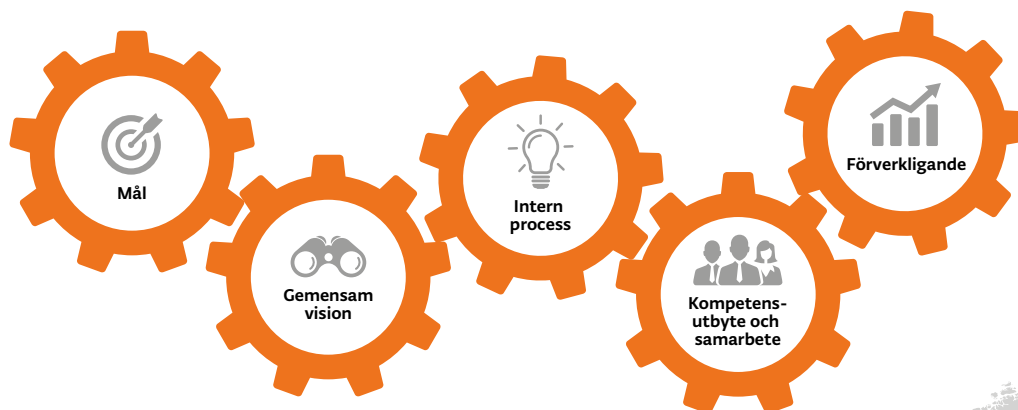 Mål
Gemensam
vision
Intern
process
Kompetens-
utbyte och
samarbete
Förverkligande